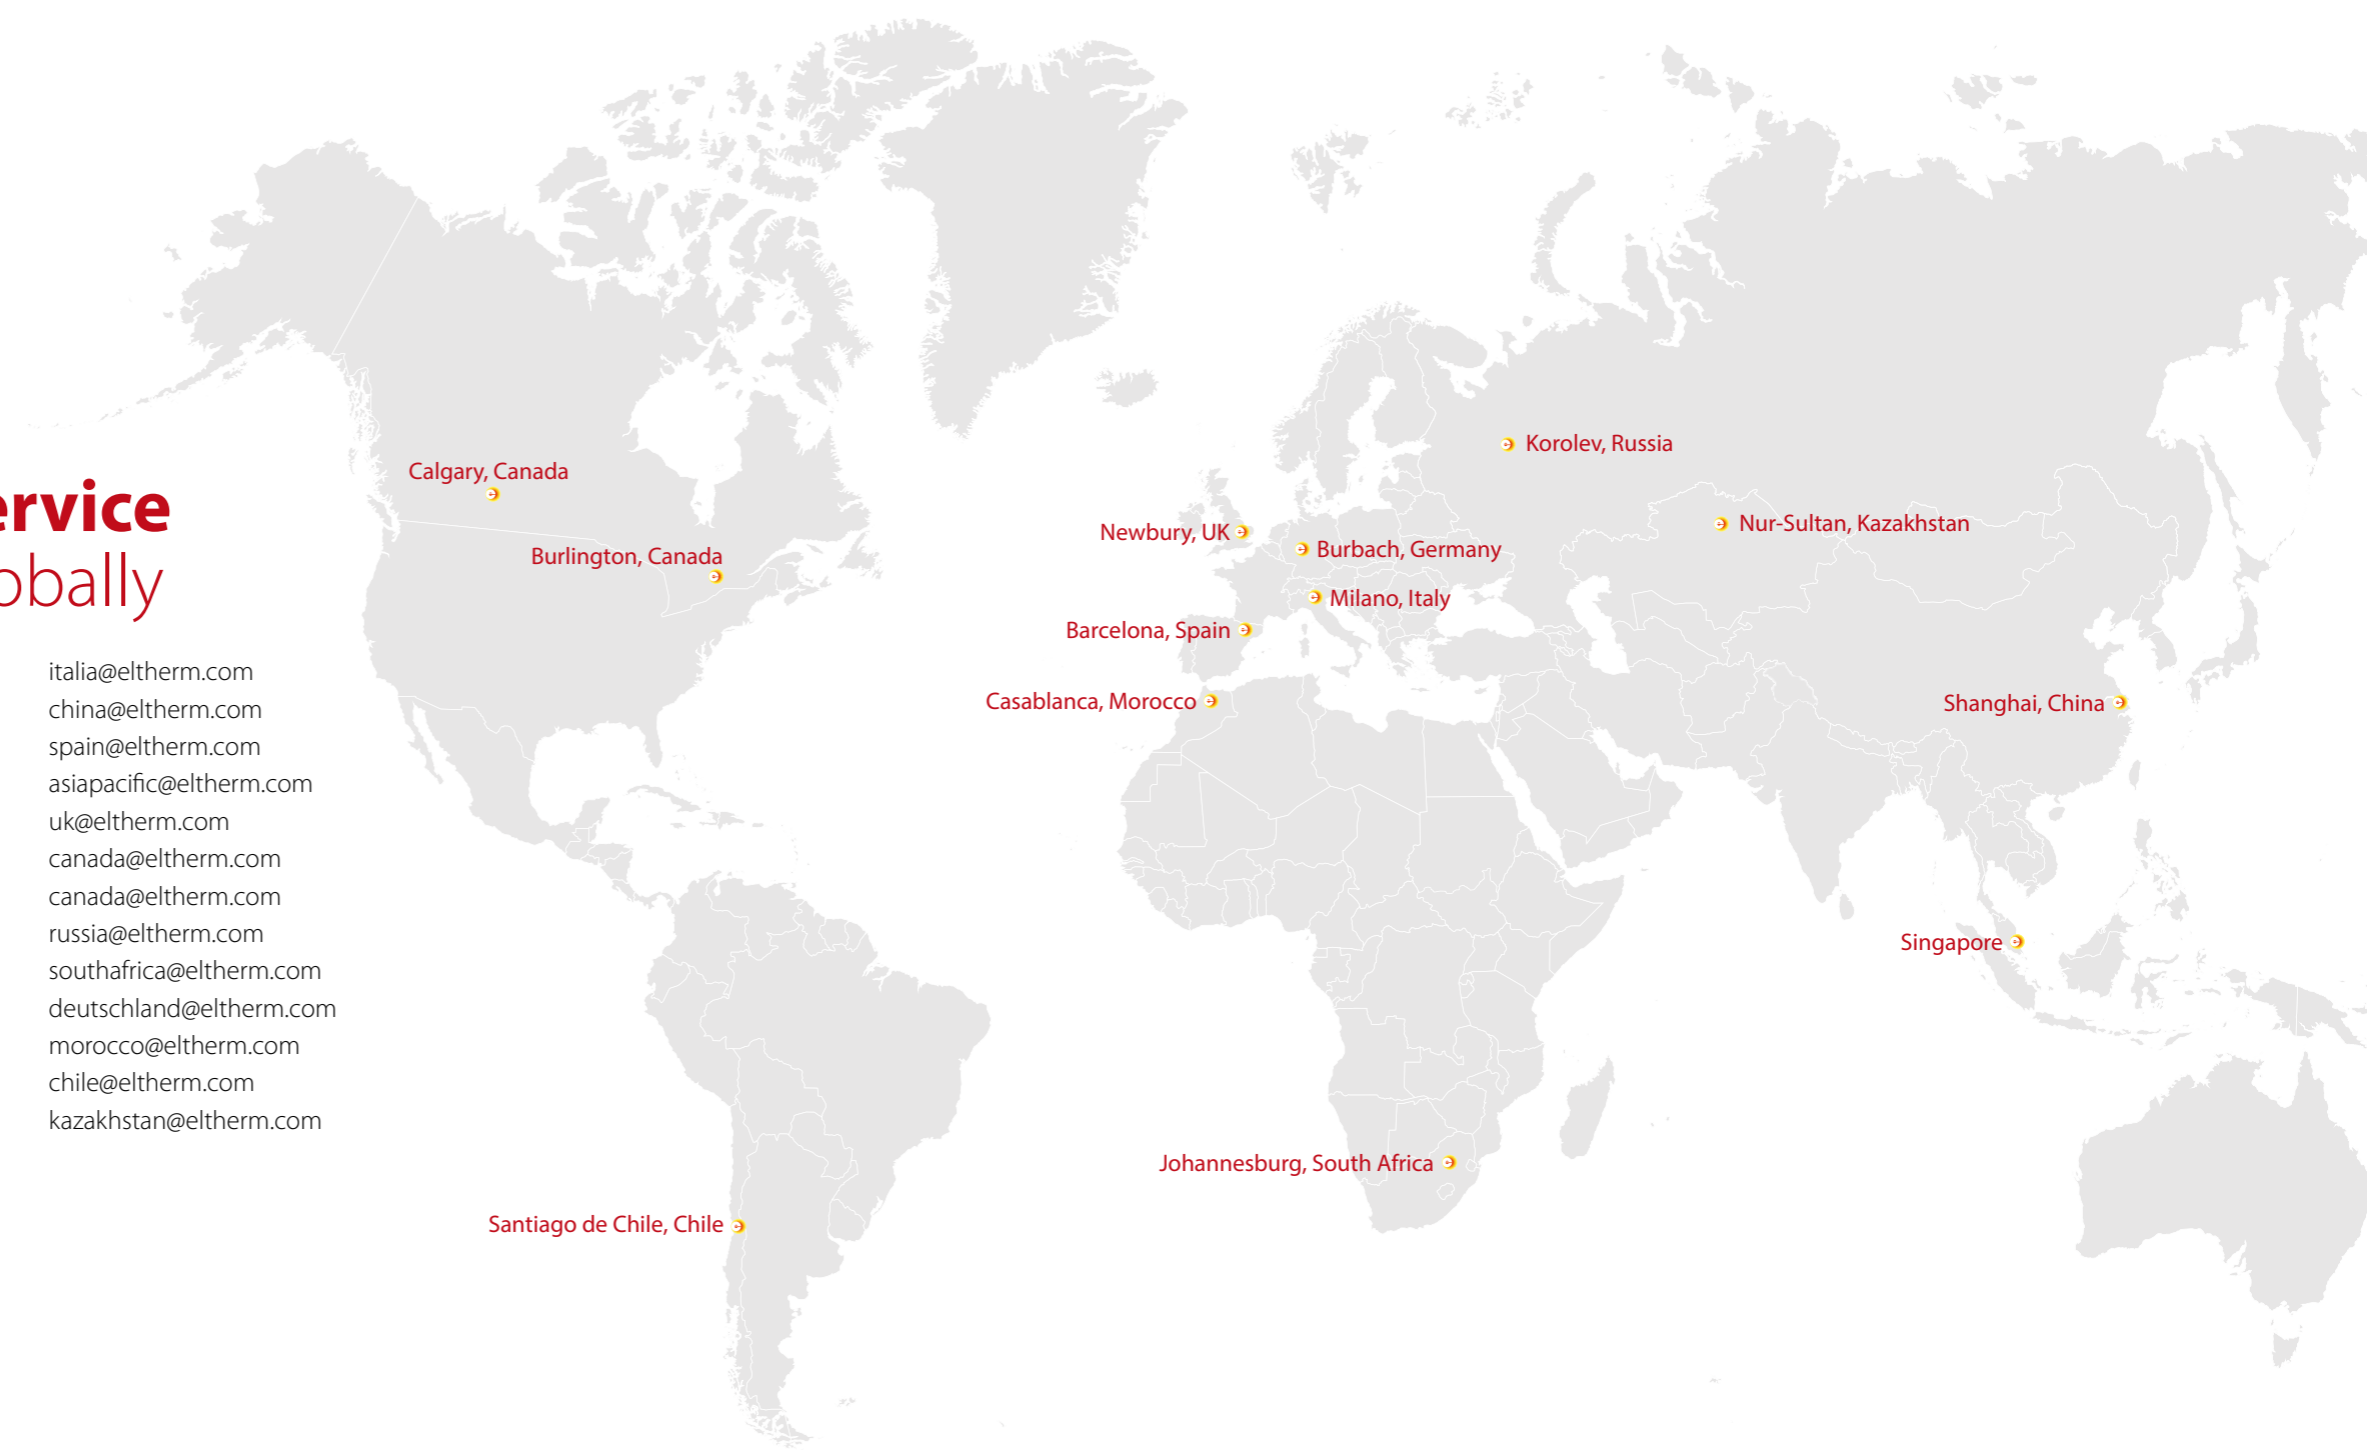 ervice
obally
italia@eltherm.com
china@eltherm.com
spain@eltherm.com
asiapacific@eltherm.com
uk@eltherm.com
canada@eltherm.com
canada@eltherm.com
russia@eltherm.com
southafrica@eltherm.com
deutschland@eltherm.com
morocco@eltherm.com
chile@eltherm.com
kazakhstan@eltherm.com
Calgary, Canada
Burlington, Canada
Santiago de Chile, Chile
Korolev, Russia
Nur-Sultan, Kazakhstan
Newbury, UK
Burbach, Germany
Milano, Italy
Barcelona, Spain
Casablanca, Morocco
Shanghai, China
Singapore
Johannesburg, South Africa